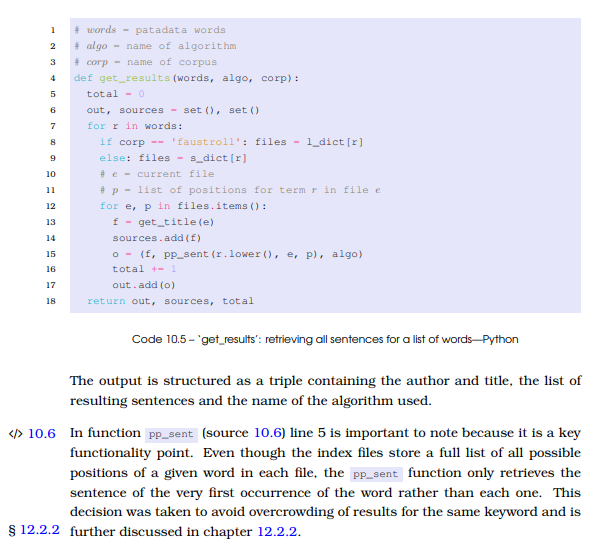 1 # words - patadata words
2 # algo - name of algorithm
3 # corp - name of corpus
4 def get_results(words, algo, corp):
5 total = 0
6 out, sources = set(), set()
7 for r in words:
8 if corp == 'faustroll': files = l_dict[r]
9 else: files = s_dict[r]
10 # e - current file
11 # p - list of positions for term r in file e
12 for e, p in files.items():
13 f = get_title(e)
14 sources.add(f)
15 o = (f, pp_sent(r.lower(), e, p), algo)
16 total += 1
17 out.add(o)
18 return out, sources, total
Code 10.5 – ‘get_results’: retrieving all sentences for a list of words—Python
The output is structured as a triple containing the author and title, the list of
resulting sentences and the name of the algorithm used.
</> 10.6 In function pp_sent (source 10.6) line 5 is important to note because it is a key
functionality point. Even though the index files store a full list of all possible
positions of a given word in each file, the pp_sent function only retrieves the
sentence of the very first occurrence of the word rather than each one. This
decision was taken to avoid overcrowding of results for the same keyword and is
§ 12.2.2 further discussed in chapter 12.2.2.